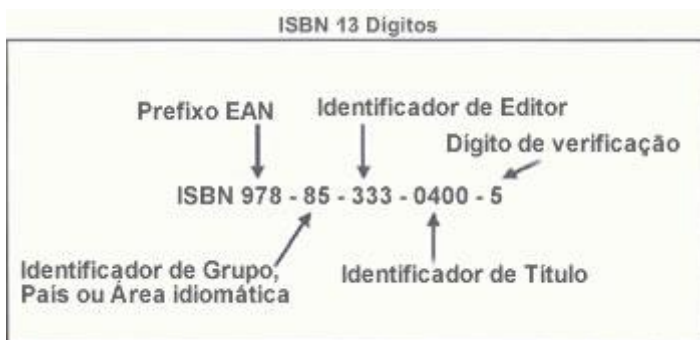 ISBN 13 Dígitos
Prefixo EAN
Identificador de Editor
Dígito de verificação
ISBN 978 - 85 - 333 - 0400 - 5
Identificador de Grupo,
País ou Área idiomática
Identificador de Título